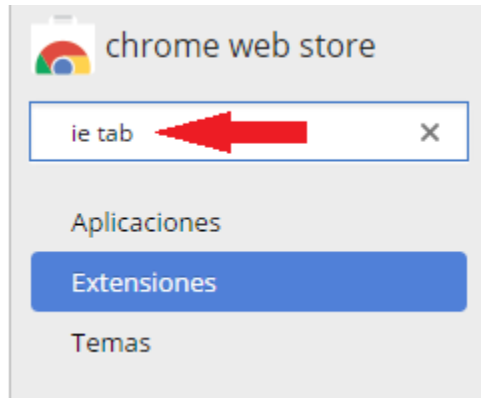 chrome web store
ie tab
Aplicaciones
Extensiones
Temas